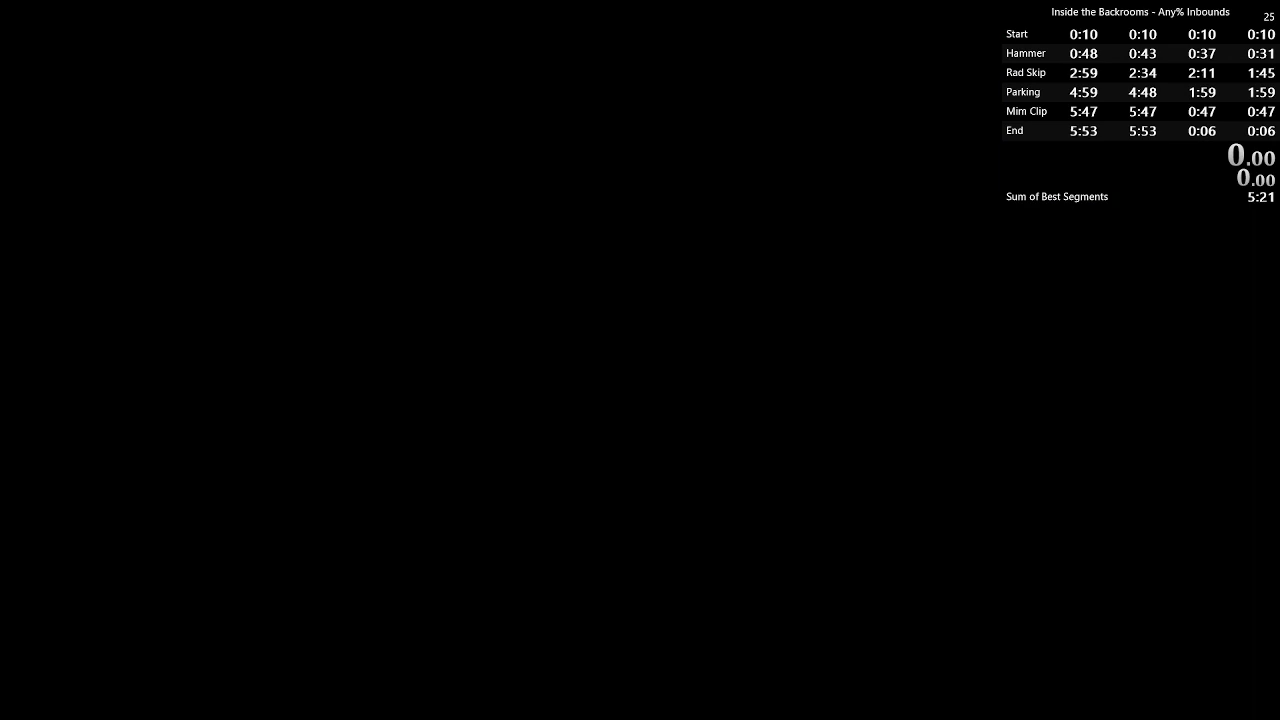 Inside the Backrooms - Any% Inbounds
25
Start 0:10 0:10 0:10 0:10
Hammer 0:48 0:43 0:37 0:31
Rad Skip 2:59 2:34 2:11 1:45
Parking 4:59 4:48 1:59 1:59
Mim Clip 5:47 5:47 0:47 0:47
End 5:53 5:53 0:06 0:06
0.00
0.00
Sum of Best Segments 5:21